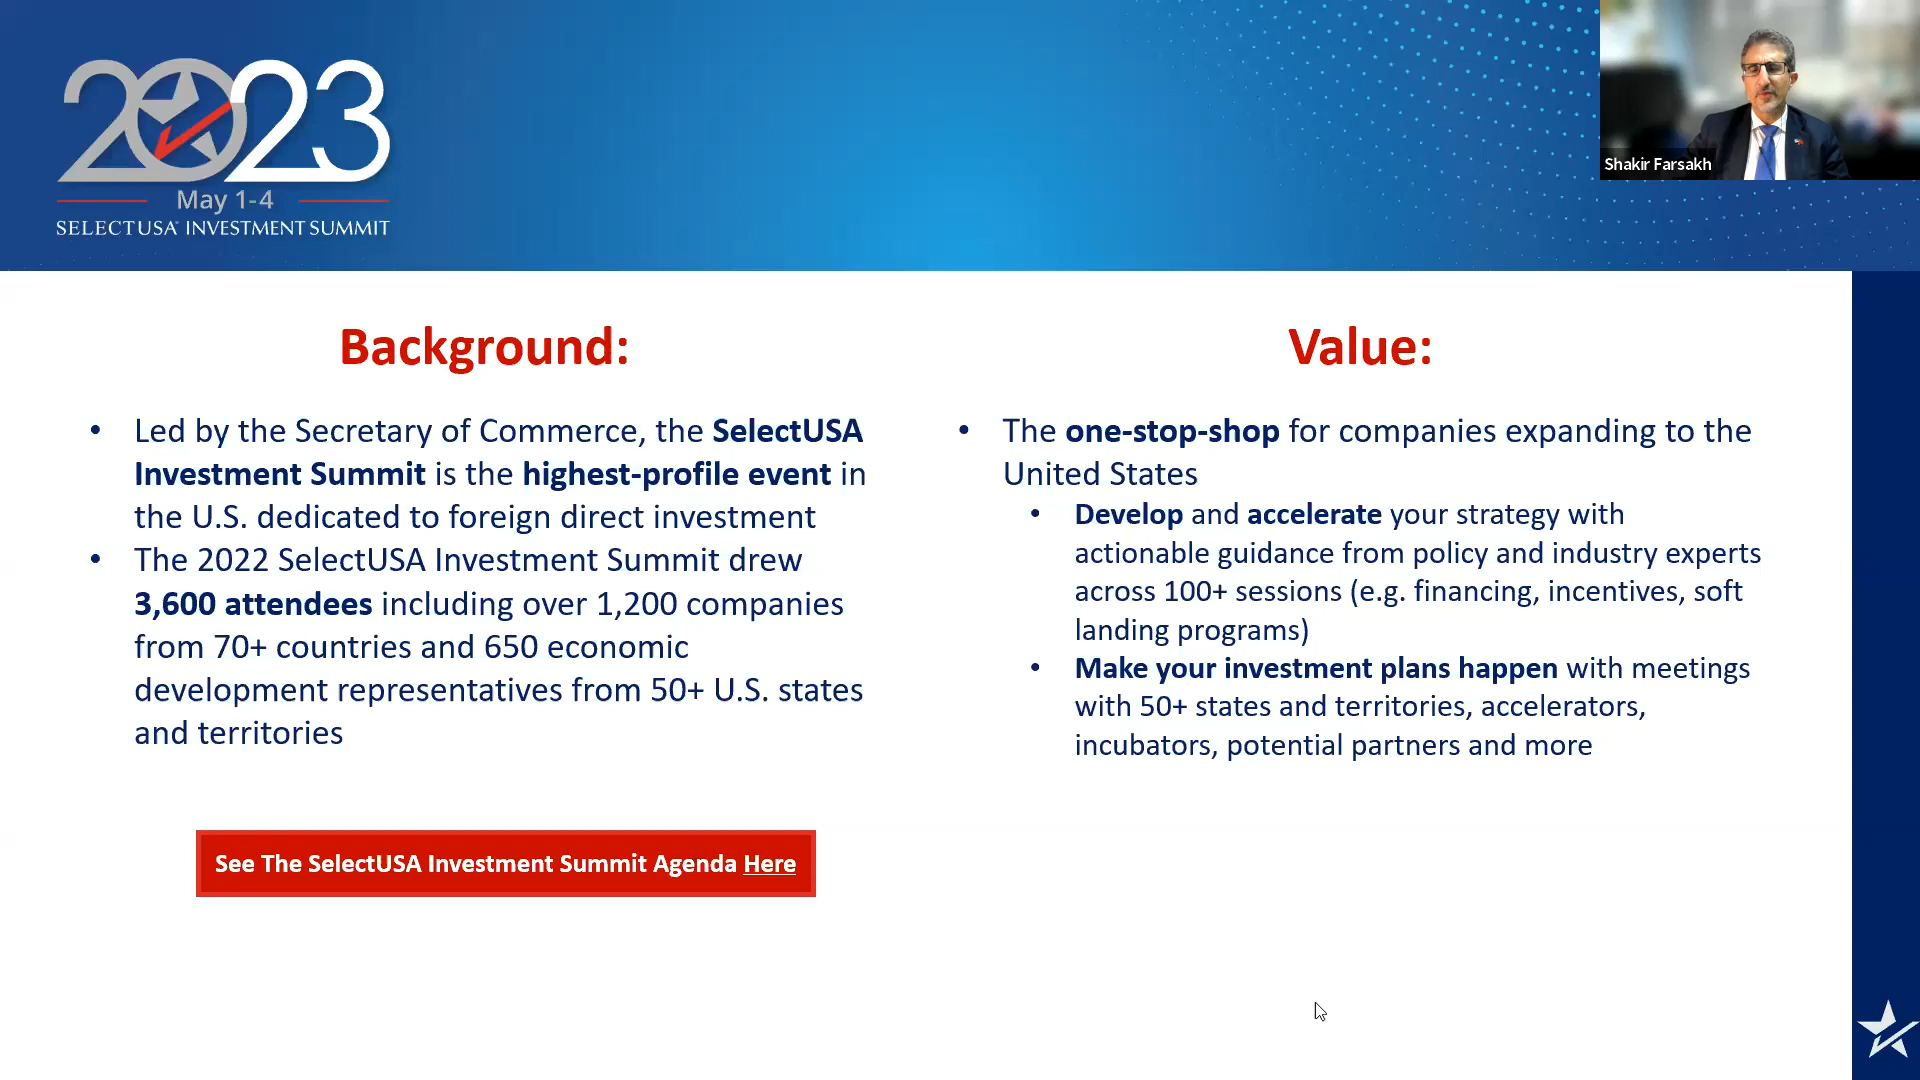 2023
May 1-4
SELECTUSA® INVESTMENT SUMMIT
Shakir Farsakh
Background:
• Led by the Secretary of Commerce, the SelectUSA
Investment Summit is the highest-profile event in
the U.S. dedicated to foreign direct investment
• The 2022 SelectUSA Investment Summit drew
3,600 attendees including over 1,200 companies
from 70+ countries and 650 economic
development representatives from 50+ U.S. states
and territories
See The SelectUSA Investment Summit Agenda Here
Value:
• The one-stop-shop for companies expanding to the
United States
• Develop and accelerate your strategy with
actionable guidance from policy and industry experts
across 100+ sessions (e.g. financing, incentives, soft
landing programs)
• Make your investment plans happen with meetings
with 50+ states and territories, accelerators,
incubators, potential partners and more